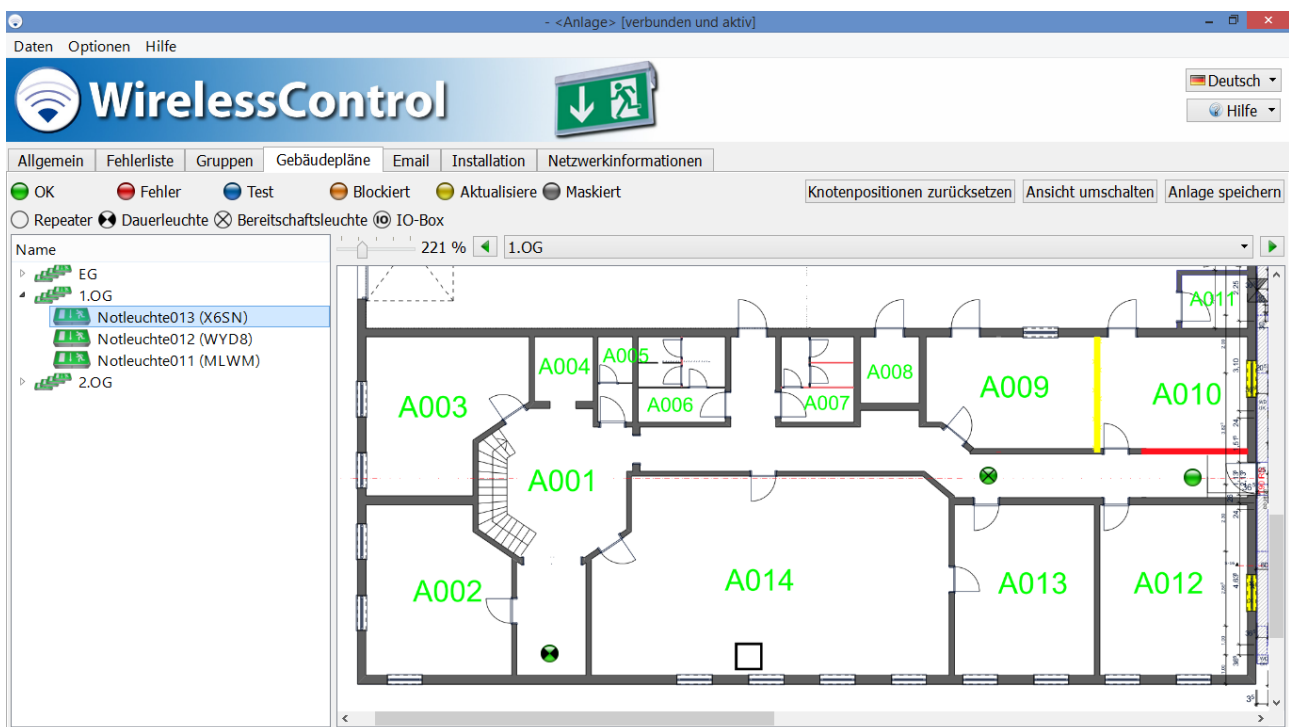 - <Anlage> [verbunden und aktiv]
Daten Optionen Hilfe
WirelessControl
Deutsch
Hilfe
Allgemein Fehlerliste Gruppen Gebäudepläne Email Installation Netzwerkinformationen
OK Fehler Test Blockiert Aktualisiere Maskiert
Knotenpositionen zurücksetzen Ansicht umschalten Anlage speichern
Repeater Dauerleuchte Bereitschaftsleuchte IO IO-Box
Name
221 % 1.OG
EG
1.OG
Notleuchte013 (X6SN)
Notleuchte012 (WYD8)
Notleuchte011 (MLWM)
2.OG
A011
A003 A004 A005 A006 A007 A008 A009 A010
A001
A002 A014 A013 A012